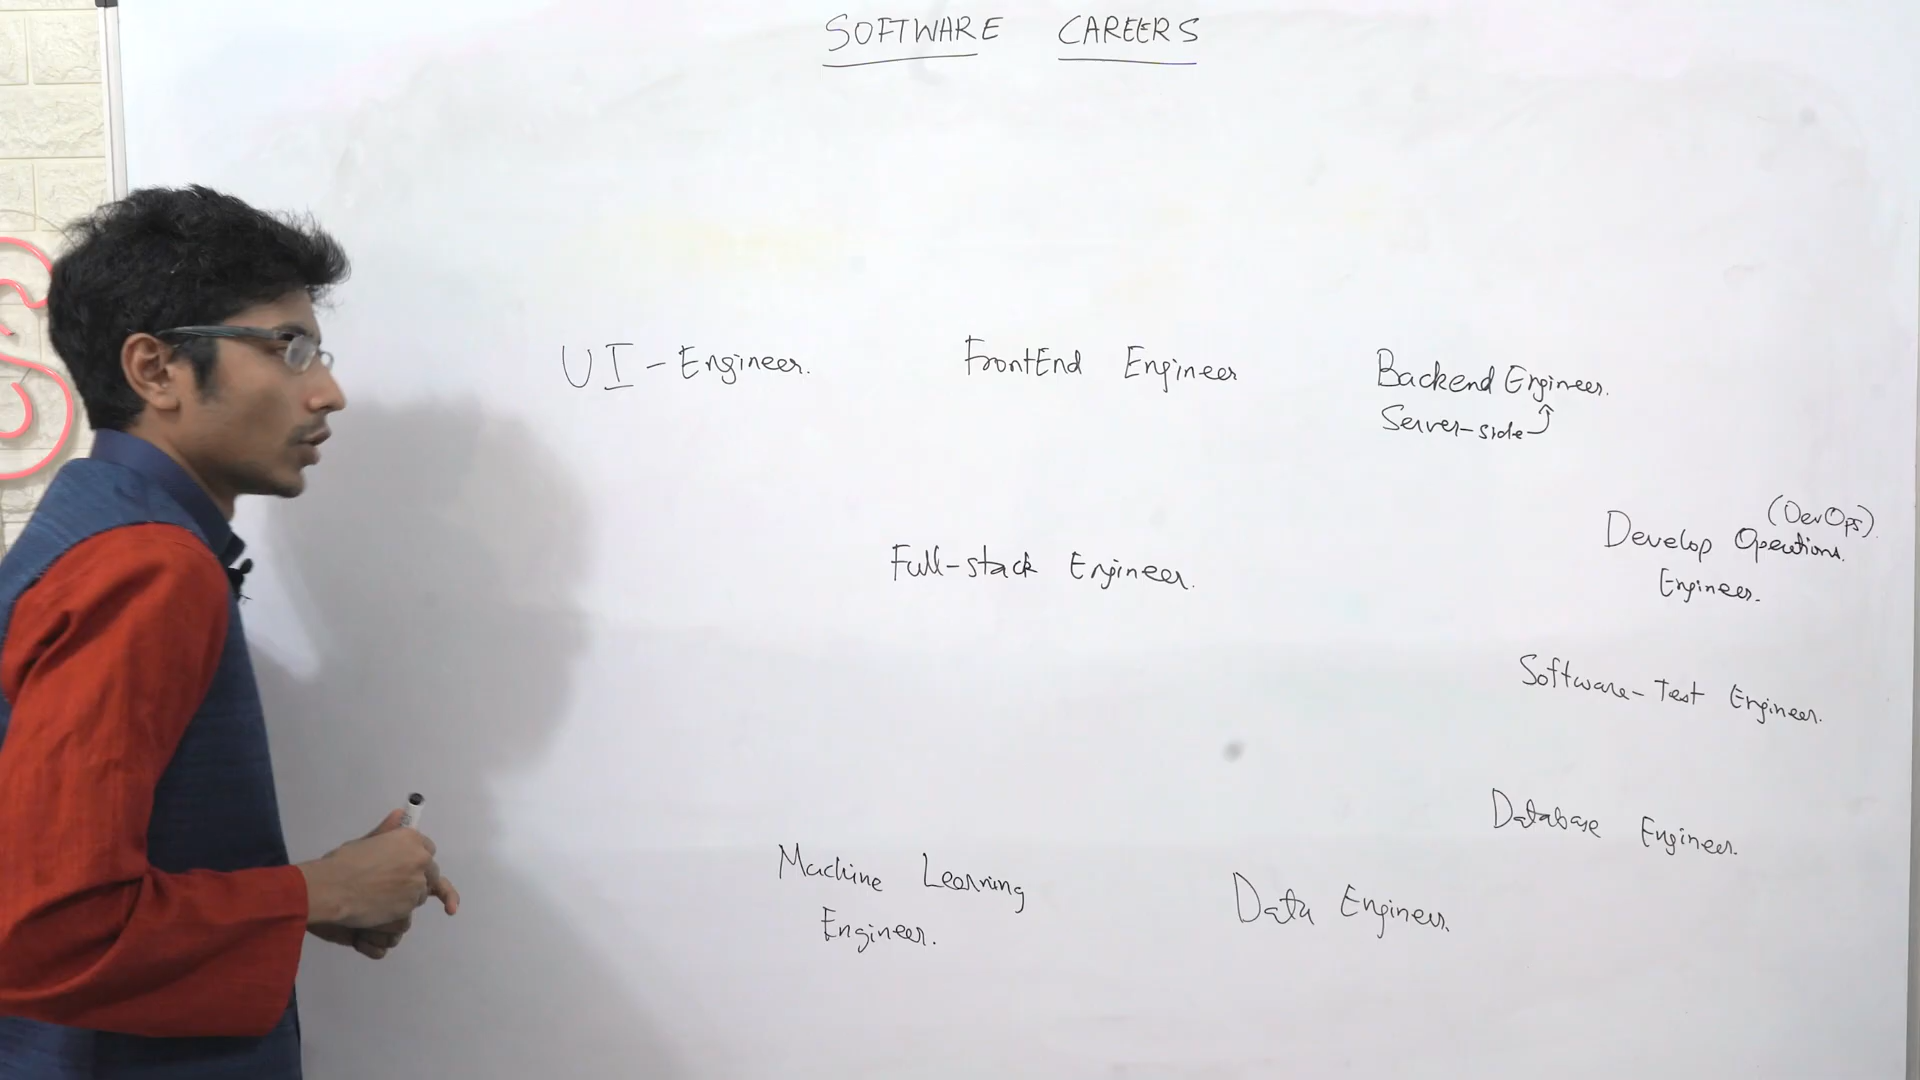 SOFTWARE CAREERS
UI-Engineer.
FrontEnd Engineer
Backend Engineer.
Server-side
Full-stack Engineer.
(DevOps).
Develop Operations.
Engineer.
Software-Test Engineer.
Database Engineer.
Machine Learning
Engineer.
Data Engineer.